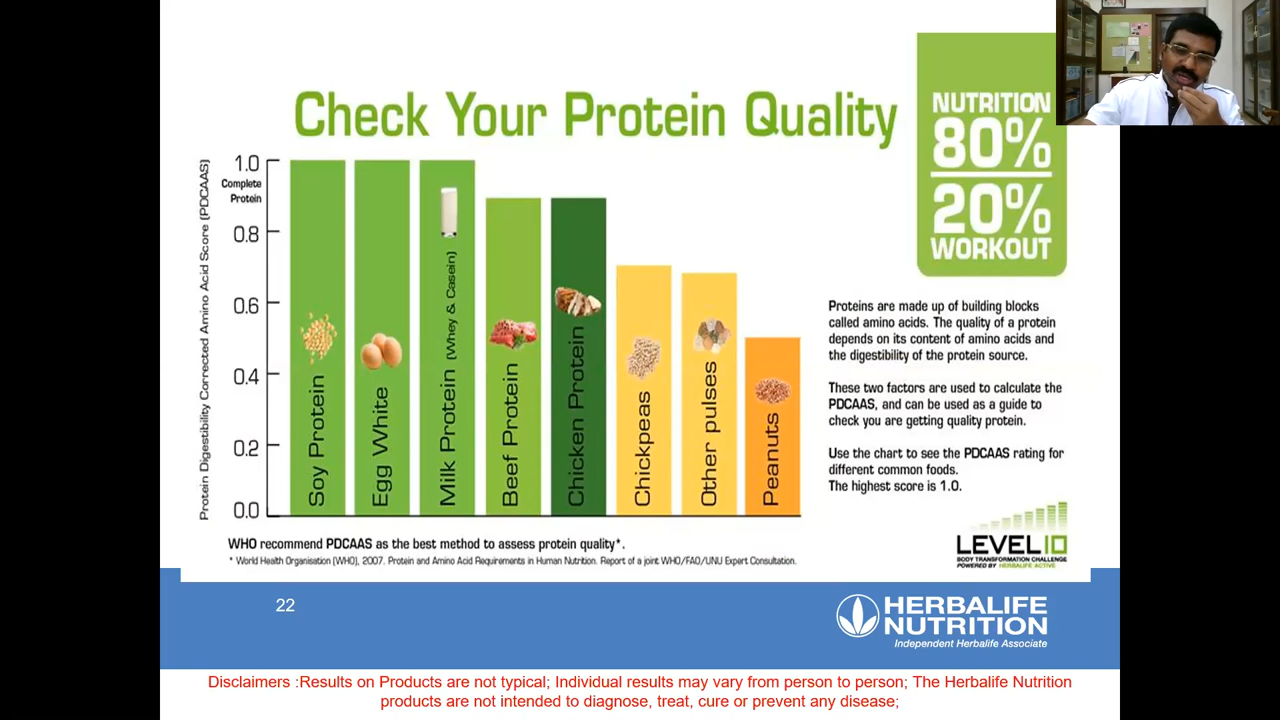 Check Your Protein Quality
NUTRITION
80%
20%
WORKOUT
Protein Digestibility Corrected Amino Acid Score (PDCAAS)
1.0
Complete
Protein
0.8
0.6
0.4
0.2
0.0
Soy Protein
Egg White
Milk Protein (Whey & Casein)
Beef Protein
Chicken Protein
Chickpeas
Other pulses
Peanuts
Proteins are made up of building blocks
called amino acids. The quality of a protein
depends on its content of amino acids and
the digestibility of the protein source.
These two factors are used to calculate the
PDCAAS, and can be used as a guide to
check you are getting quality protein.
Use the chart to see the PDCAAS rating for
different common foods.
The highest score is 1.0.
WHO recommend PDCAAS as the best method to assess protein quality*.
* World Health Organisation (WHO), 2007. Protein and Amino Acid Requirements in Human Nutrition. Report of a joint WHO/FAO/UNU Expert Consultation.
LEVEL10
BODY TRANSFORMATION CHALLENGE
POWERED BY HERBALIFE ACTIVE
22
HERBALIFE
NUTRITION
Independent Herbalife Associate
Disclaimers :Results on Products are not typical; Individual results may vary from person to person; The Herbalife Nutrition
products are not intended to diagnose, treat, cure or prevent any disease;